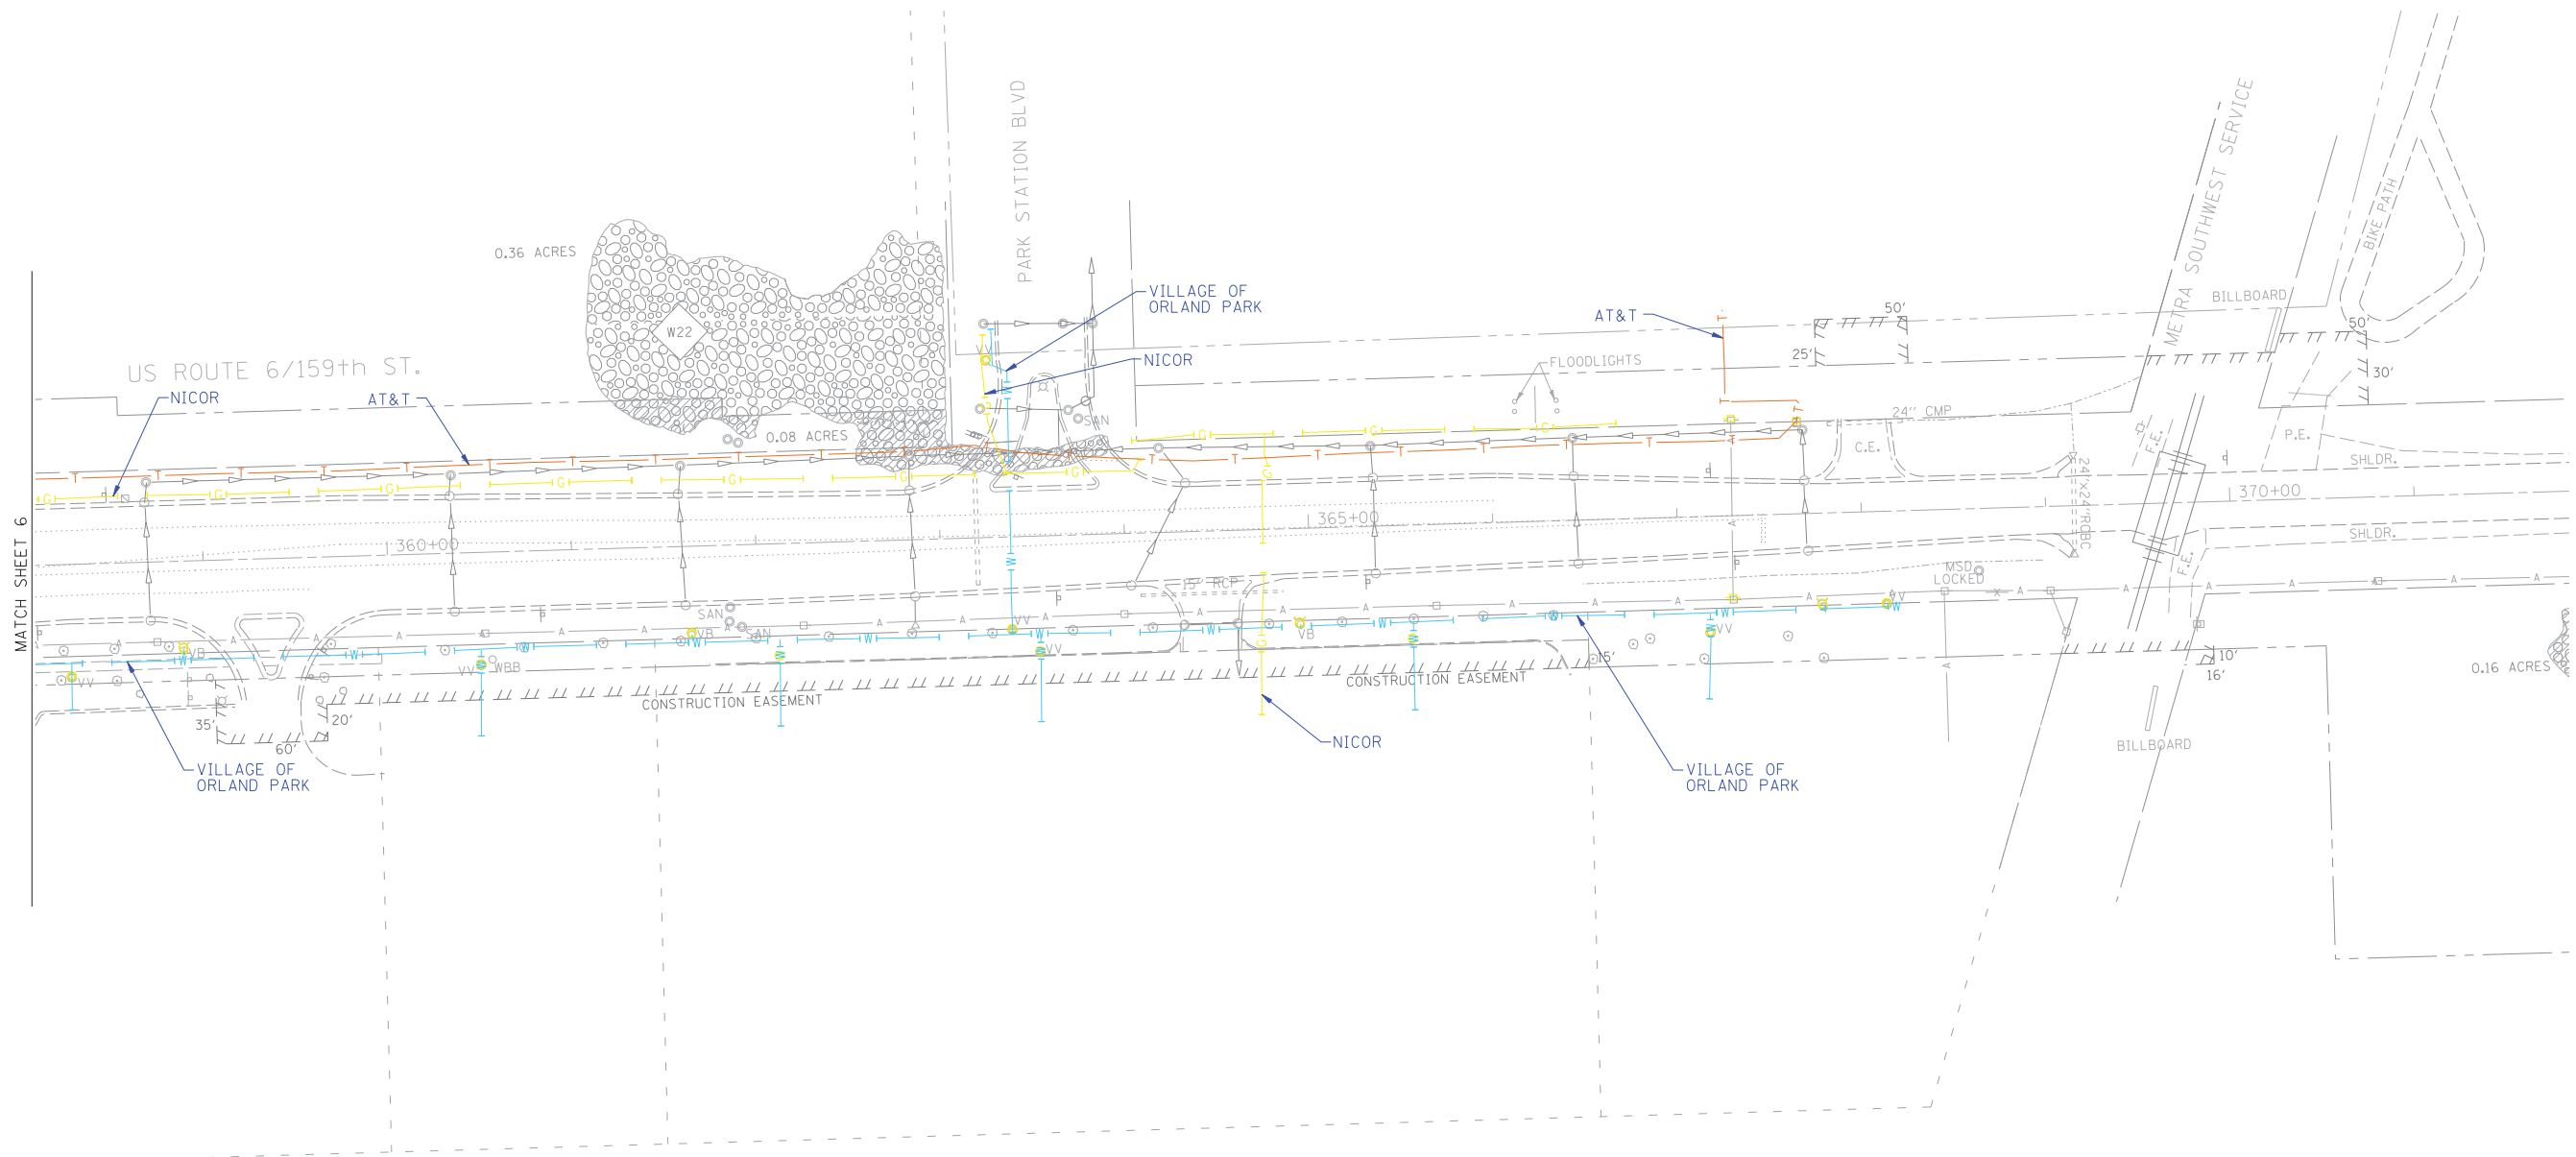 PARK STATION BLVD
METRA SOUTHWEST SERVICE
BIKE PATH
0.36 ACRES
VILLAGE OF
ORLAND PARK
BILLBOARD
50'
AT&T
50'
W22
25'
VV
NICOR
FLOODLIGHTS
30'
US ROUTE 6/159th ST.
NICOR
AT&T
24" CMP
SAN
0.08 ACRES
C.E.
F.E.
P.E.
SHLDR.
T T T T T T T T T T T T T T T T T
G G G G G G G G G G
24"x24"RCBC
370+00
365+00
360+00
SHLDR.
MATCH SHEET 6
15" RCP
MSD
LOCKED
F.E.
A A A A A A A A A A A A A A
SAN
SAN
VB
VV
VB
VV
VV
W W W W W W W W W W
VB
VV
VV
WBB
15'
10'
16'
0.16 ACRES
CONSTRUCTION EASEMENT
CONSTRUCTION EASEMENT
35'
20'
60'
NICOR
BILLBOARD
VILLAGE OF
ORLAND PARK
VILLAGE OF
ORLAND PARK